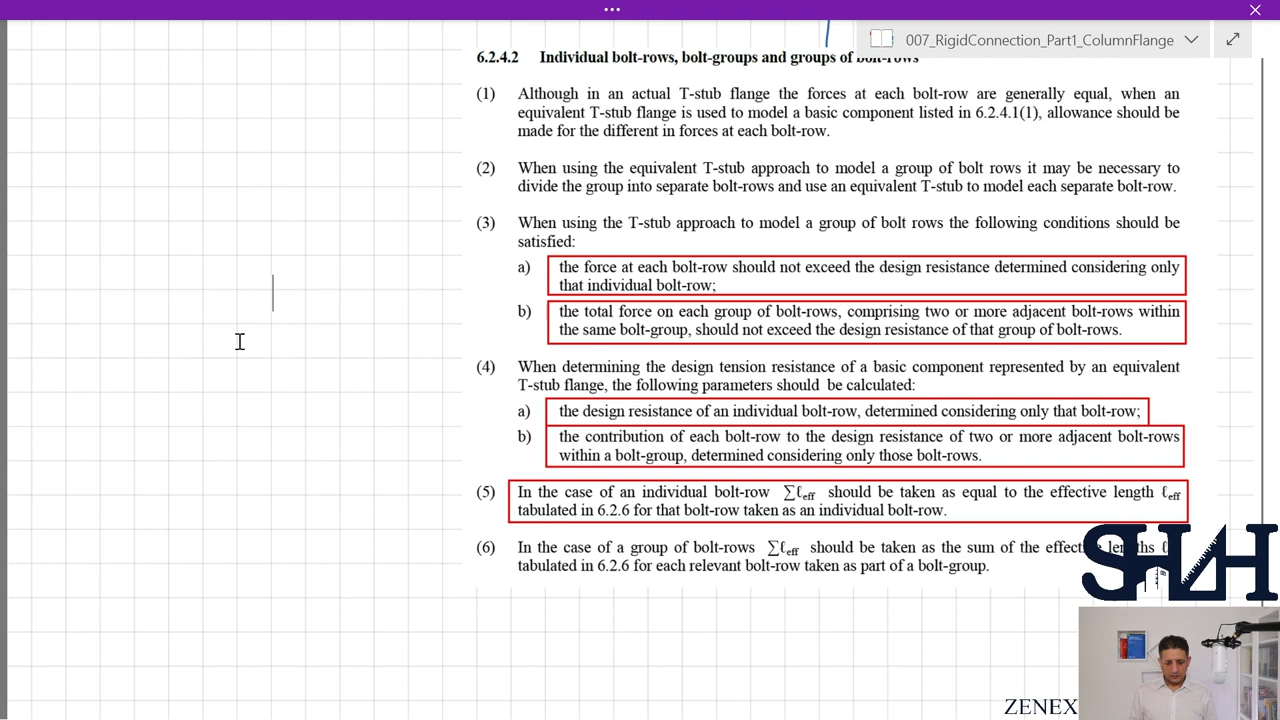 007_RigidConnection_Part1_ColumnFlange
6.2.4.2 Individual bolt-rows, bolt-groups and groups of bolt-rows
(1) Although in an actual T-stub flange the forces at each bolt-row are generally equal, when an
equivalent T-stub flange is used to model a basic component listed in 6.2.4.1(1), allowance should be
made for the different in forces at each bolt-row.
(2) When using the equivalent T-stub approach to model a group of bolt rows it may be necessary to
divide the group into separate bolt-rows and use an equivalent T-stub to model each separate bolt-row.
(3) When using the T-stub approach to model a group of bolt rows the following conditions should be
satisfied:
a) the force at each bolt-row should not exceed the design resistance determined considering only
that individual bolt-row;
b) the total force on each group of bolt-rows, comprising two or more adjacent bolt-rows within
the same bolt-group, should not exceed the design resistance of that group of bolt-rows.
(4) When determining the design tension resistance of a basic component represented by an equivalent
T-stub flange, the following parameters should be calculated:
a) the design resistance of an individual bolt-row, determined considering only that bolt-row;
b) the contribution of each bolt-row to the design resistance of two or more adjacent bolt-rows
within a bolt-group, determined considering only those bolt-rows.
(5) In the case of an individual bolt-row ∑ℓeff should be taken as equal to the effective length ℓeff
tabulated in 6.2.6 for that bolt-row taken as an individual bolt-row.
(6) In the case of a group of bolt-rows ∑ℓeff should be taken as the sum of the effective lengths
tabulated in 6.2.6 for each relevant bolt-row taken as part of a bolt-group.
ZENEX